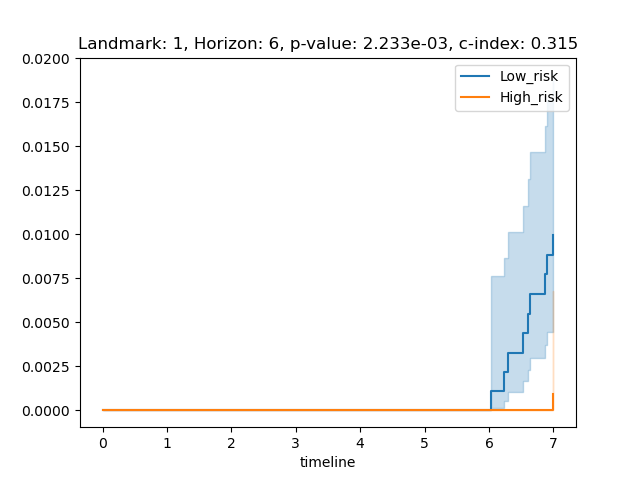 Landmark: 1, Horizon: 6, p-value: 2.233e-03, c-index: 0.315
0.0200
0.0175
0.0150
0.0125
0.0100
0.0075
0.0050
0.0025
0.0000
Low_risk
High_risk
0 1 2 3 4 5 6 7
timeline